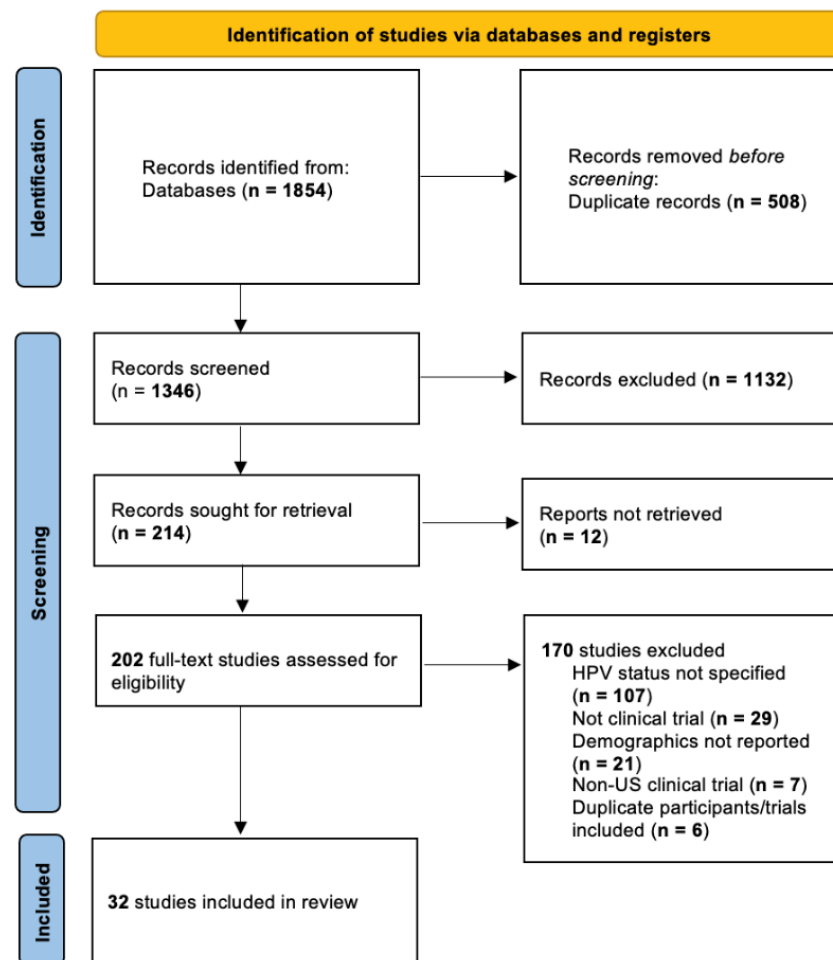 Identification of studies via databases and registers
Identification
Records identified from:
Databases (n = 1854)
Records removed before
screening:
Duplicate records (n = 508)
Screening
Records screened
(n = 1346)
Records excluded (n = 1132)
Records sought for retrieval
(n = 214)
Reports not retrieved
(n = 12)
202 full-text studies assessed for
eligibility
170 studies excluded
HPV status not specified
(n = 107)
Not clinical trial (n = 29)
Demographics not reported
(n = 21)
Non-US clinical trial (n = 7)
Duplicate participants/trials
included (n = 6)
Included
32 studies included in review